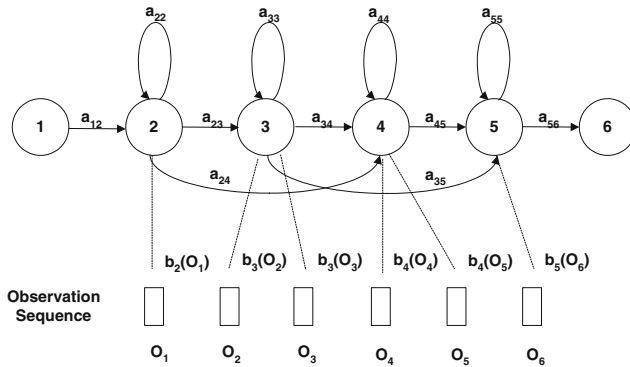 a₂₂ a₃₃ a₄₄ a₅₅
1 a₁₂ 2 a₂₃ 3 a₃₄ 4 a₄₅ 5 a₅₆ 6
a₂₄ a₃₅
b₂(O₁) b₃(O₂) b₃(O₃) b₄(O₄) b₄(O₅) b₅(O₆)
Observation
Sequence
O₁ O₂ O₃ O₄ O₅ O₆